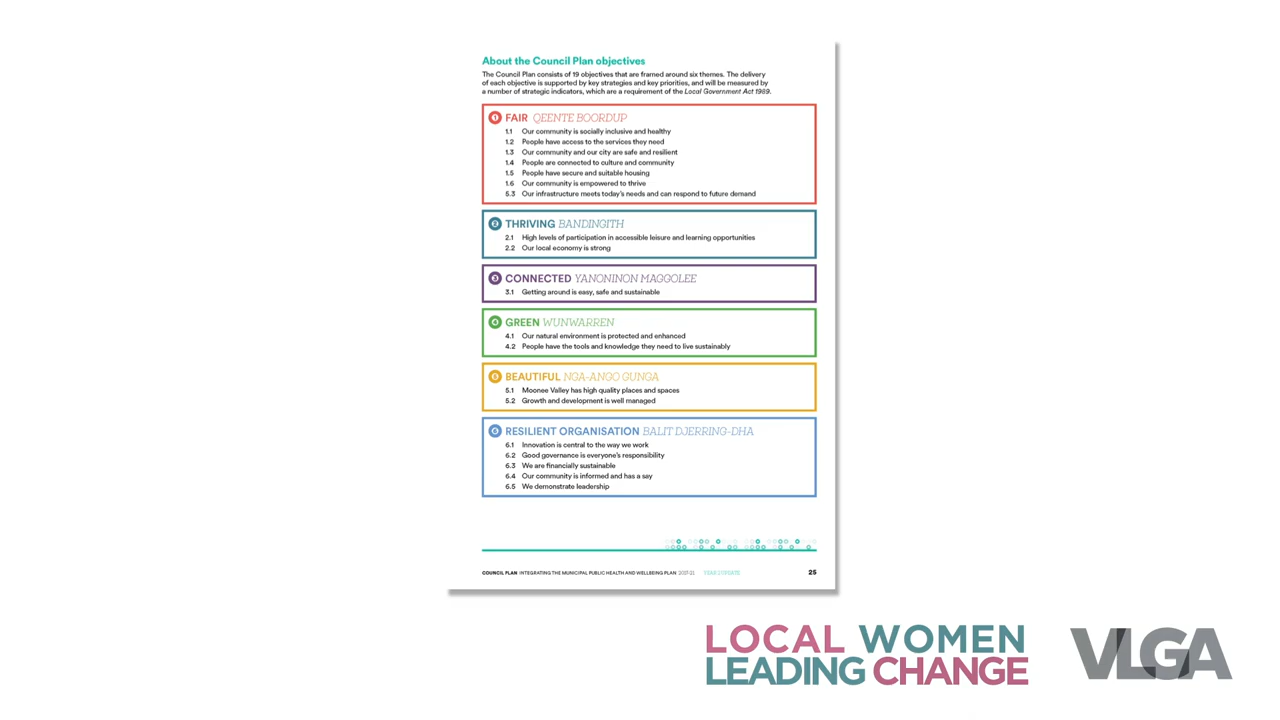 About the Council Plan objectives
The Council Plan consists of 19 objectives that are framed around six themes. The delivery
of each objective is supported by key strategies and key priorities, and will be measured by
a number of strategic indicators, which are a requirement of the Local Government Act 1989.
1 FAIR QEENTE BOORDUP
1.1 Our community is socially inclusive and healthy
1.2 People have access to the services they need
1.3 Our community and our city are safe and resilient
1.4 People are connected to culture and community
1.5 People have secure and suitable housing
1.6 Our community is empowered to thrive
5.3 Our infrastructure meets today's needs and can respond to future demand
2 THRIVING BANDINGITH
2.1 High levels of participation in accessible leisure and learning opportunities
2.2 Our local economy is strong
3 CONNECTED YANONINON MAGGOLEE
3.1 Getting around is easy, safe and sustainable
4 GREEN WUNWARREN
4.1 Our natural environment is protected and enhanced
4.2 People have the tools and knowledge they need to live sustainably
5 BEAUTIFUL NGA-ANGO GUNGA
5.1 Moonee Valley has high quality places and spaces
5.2 Growth and development is well managed
6 RESILIENT ORGANISATION BALIT DJERRING-DHA
6.1 Innovation is central to the way we work
6.2 Good governance is everyone's responsibility
6.3 We are financially sustainable
6.4 Our community is informed and has a say
6.5 We demonstrate leadership
COUNCIL PLAN INTEGRATING THE MUNICIPAL PUBLIC HEALTH AND WELLBEING PLAN 2017-21 25
LOCAL WOMEN
LEADING CHANGE
VLGA